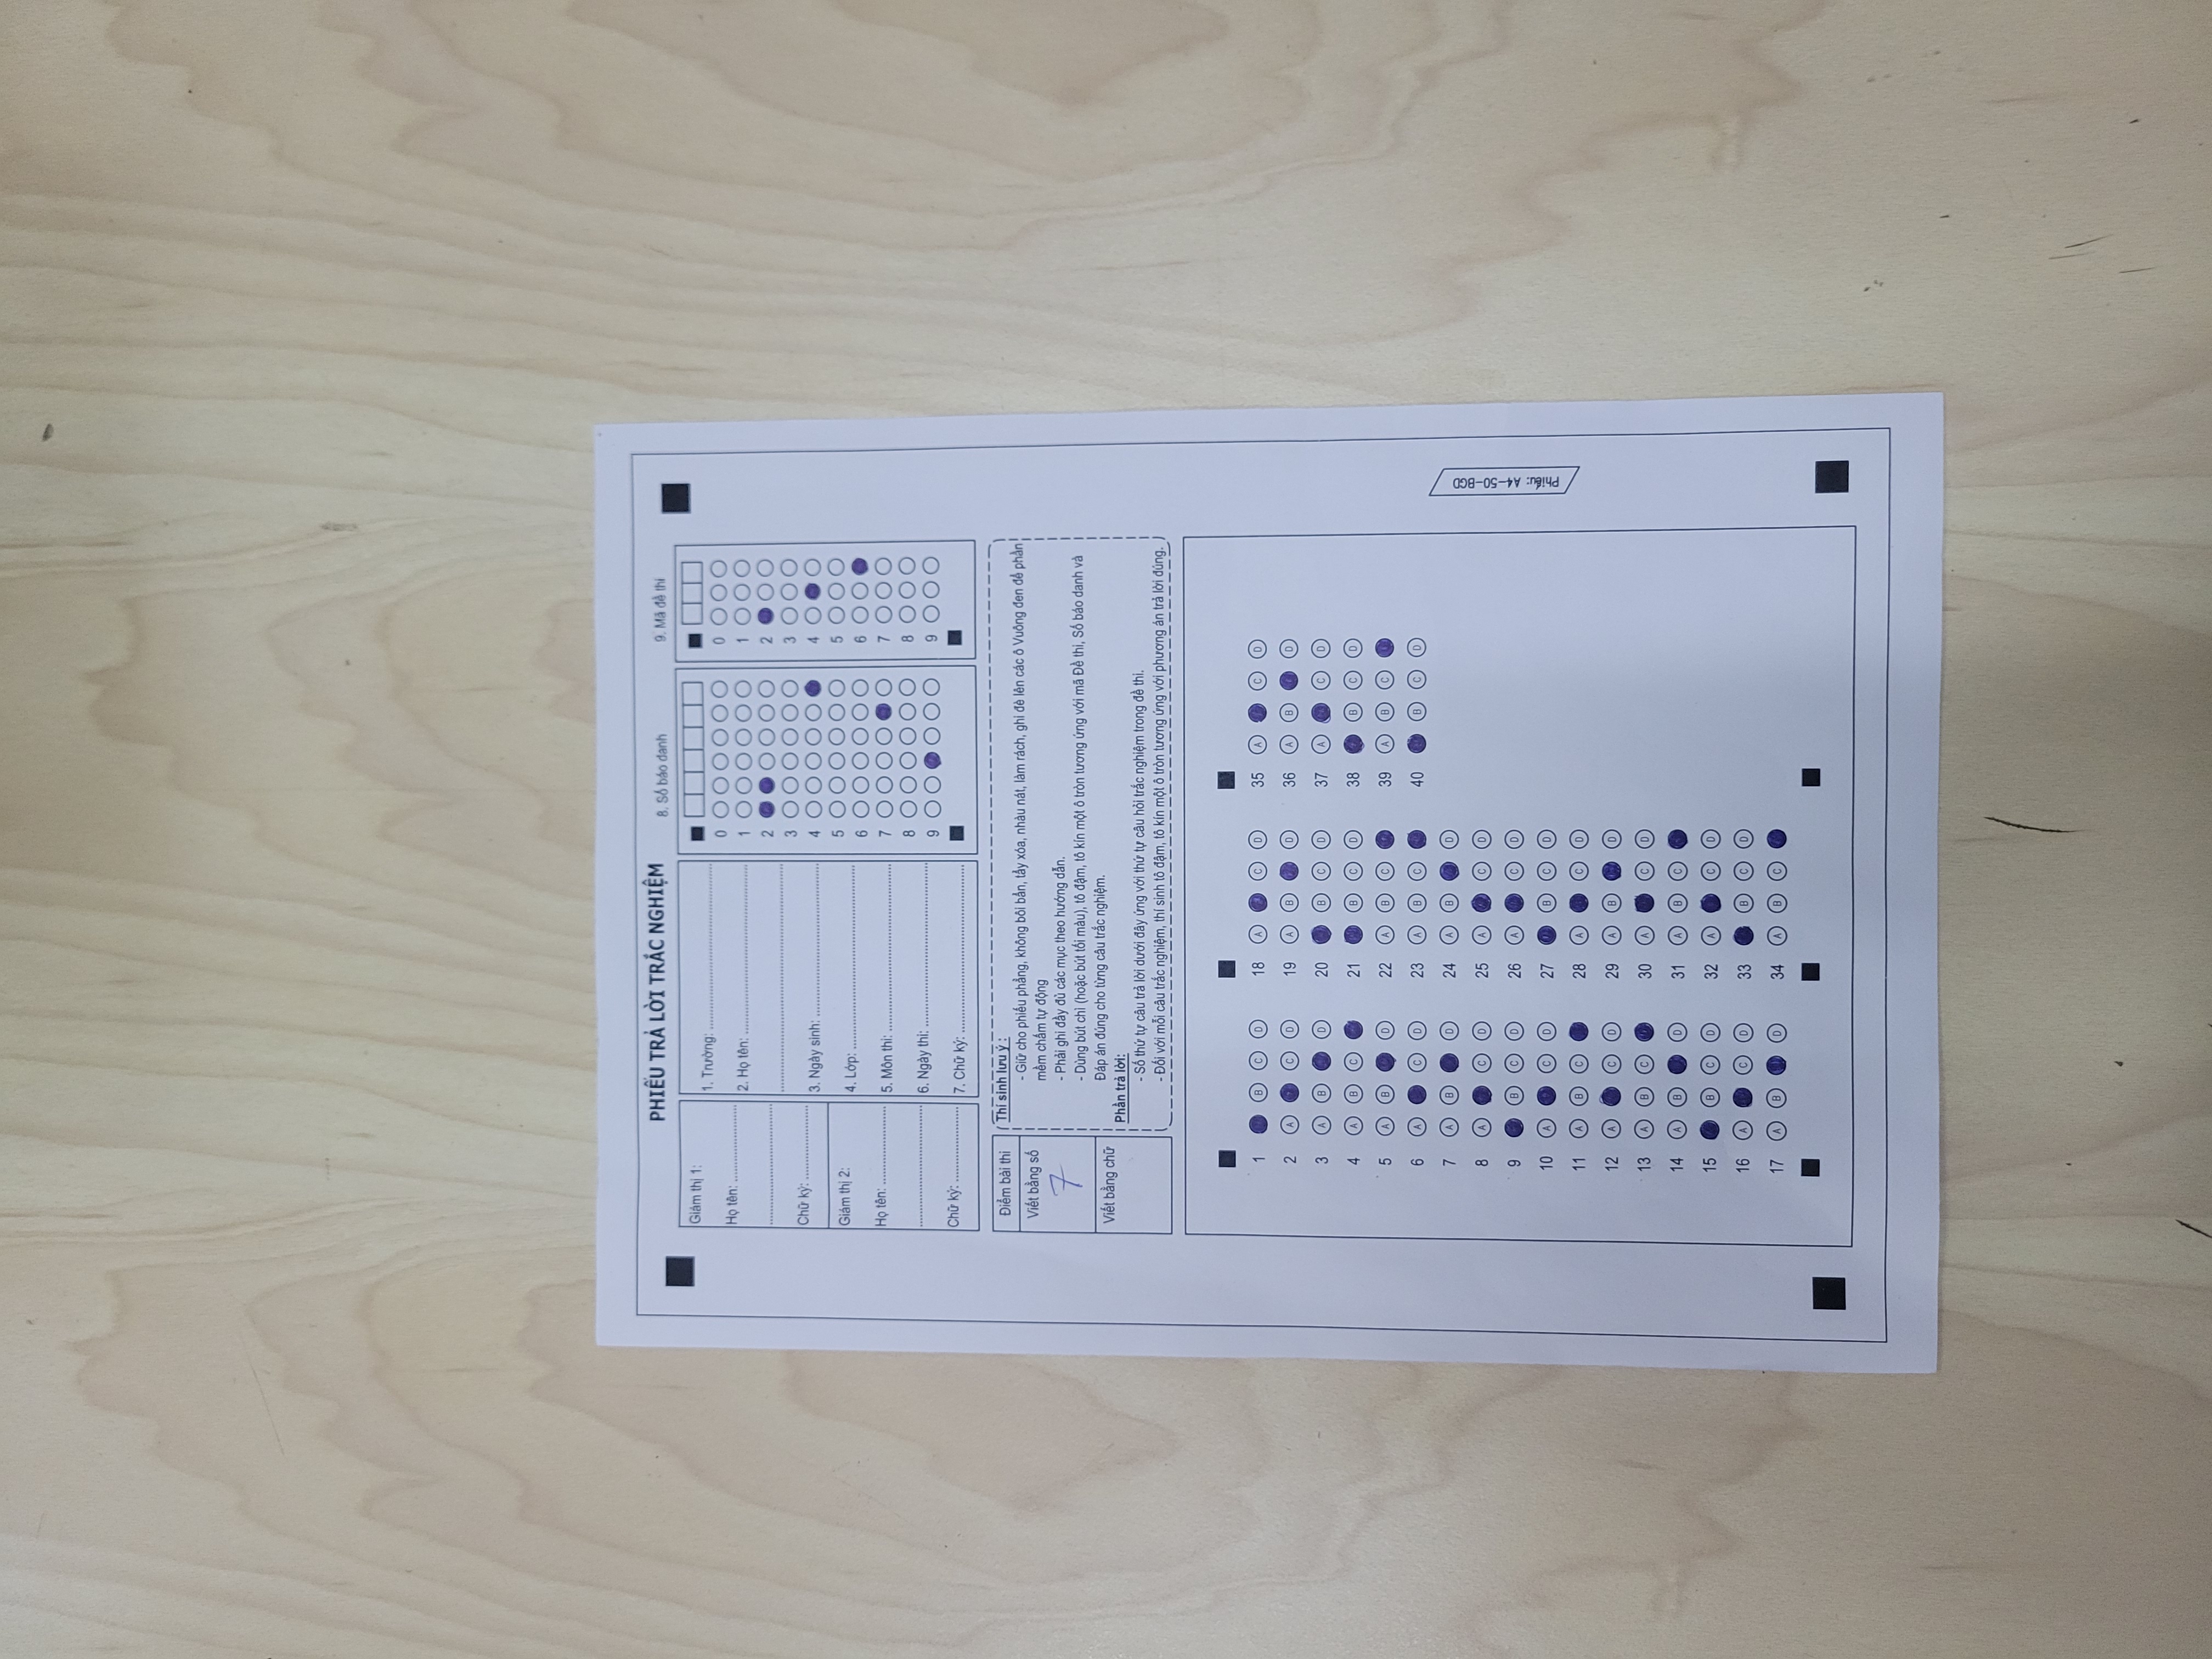 PHIẾU TRẢ LỜI TRẮC NGHIỆM
8. Số báo danh
9. Mã đề thi
Giám thị 1:
Họ tên:
Chữ ký:
Giám thị 2:
Họ tên:
Chữ ký:
1. Trường:
2. Họ tên:
3. Ngày sinh:
4. Lớp:
5. Môn thi:
6. Ngày thi:
7. Chữ ký:
0 0
1 1
2 2
3 3
4 4
5 5
6 6
7 7
8 8
9 9
Điểm bài thi
Viết bằng số
7
Viết bằng chữ
Thí sinh lưu ý :
- Giữ cho phiếu phẳng, không bôi bẩn, tẩy xóa, nhàu nát, làm rách, ghi đè lên các ô Vuông đen để phần
mềm chấm tự động
- Phải ghi đầy đủ các mục theo hướng dẫn.
- Dùng bút chì (hoặc bút tối màu), tô đậm, tô kín một ô tròn tương ứng với mã Đề thi, Số báo danh và
Đáp án đúng cho từng câu trắc nghiệm.
Phần trả lời:
- Số thứ tự câu trả lời dưới đây ứng với thứ tự câu hỏi trắc nghiệm trong đề thi.
- Đối với mỗi câu trắc nghiệm, thí sinh tô đậm, tô kín một ô tròn tương ứng với phương án trả lời đúng.
1 B C D
2 A C D
3 A B D
4 A B C
5 A B D
6 A C D
7 A B D
8 A C D
9 B C D
10 A C D
11 A B C
12 A C D
13 A B C
14 A B D
15 B C D
16 A C D
17 A B D
18 A C D
19 A B D
20 B C D
21 B C D
22 A B C
23 A B C
24 A B D
25 A C D
26 A C D
27 B C D
28 A C D
29 A B D
30 A C D
31 A B C
32 A C D
33 B C D
34 A B C
35 A C D
36 A B D
37 A C D
38 B C D
39 A B C
40 B C D
Phiếu: A4-50-BGD